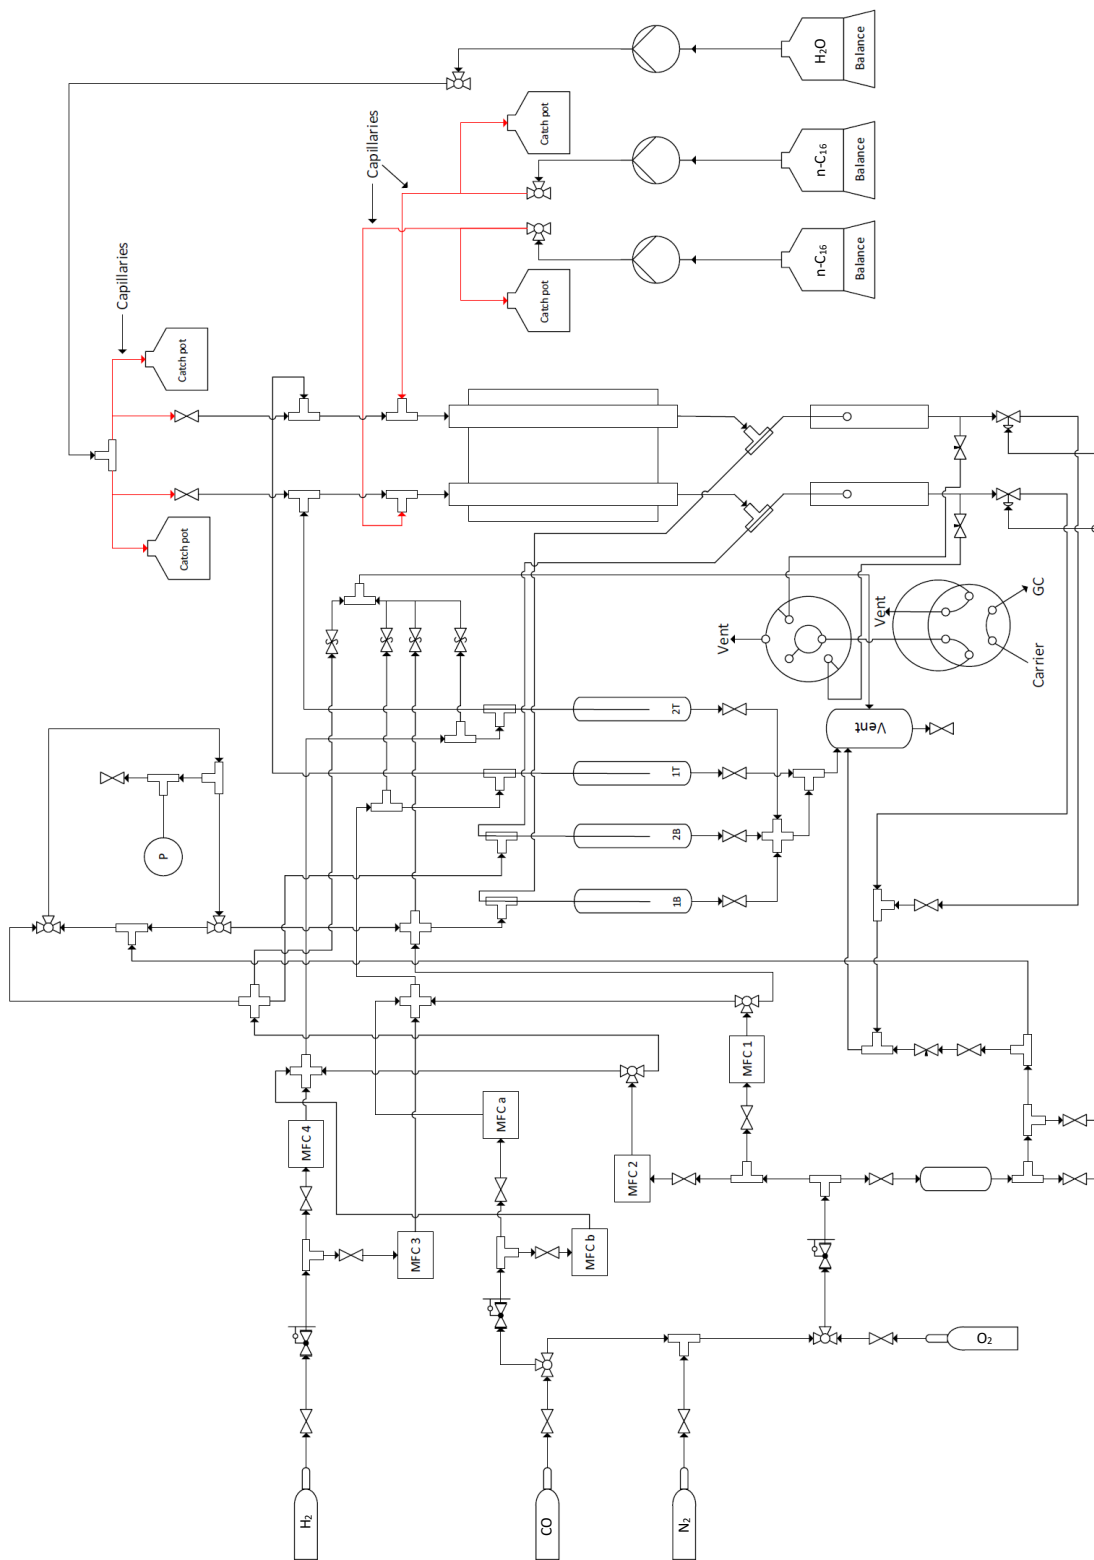 H₂O
Balance
n-C₁₆
Balance
n-C₁₆
Balance
Catch pot
Catch pot
Capillaries
Capillaries
Catch pot
Catch pot
Vent
Vent
GC
Carrier
Vent
2T
1T
2B
1B
P
MFC 1
MFC 2
MFC a
MFC b
MFC 4
MFC 3
H₂
CO
N₂
O₂